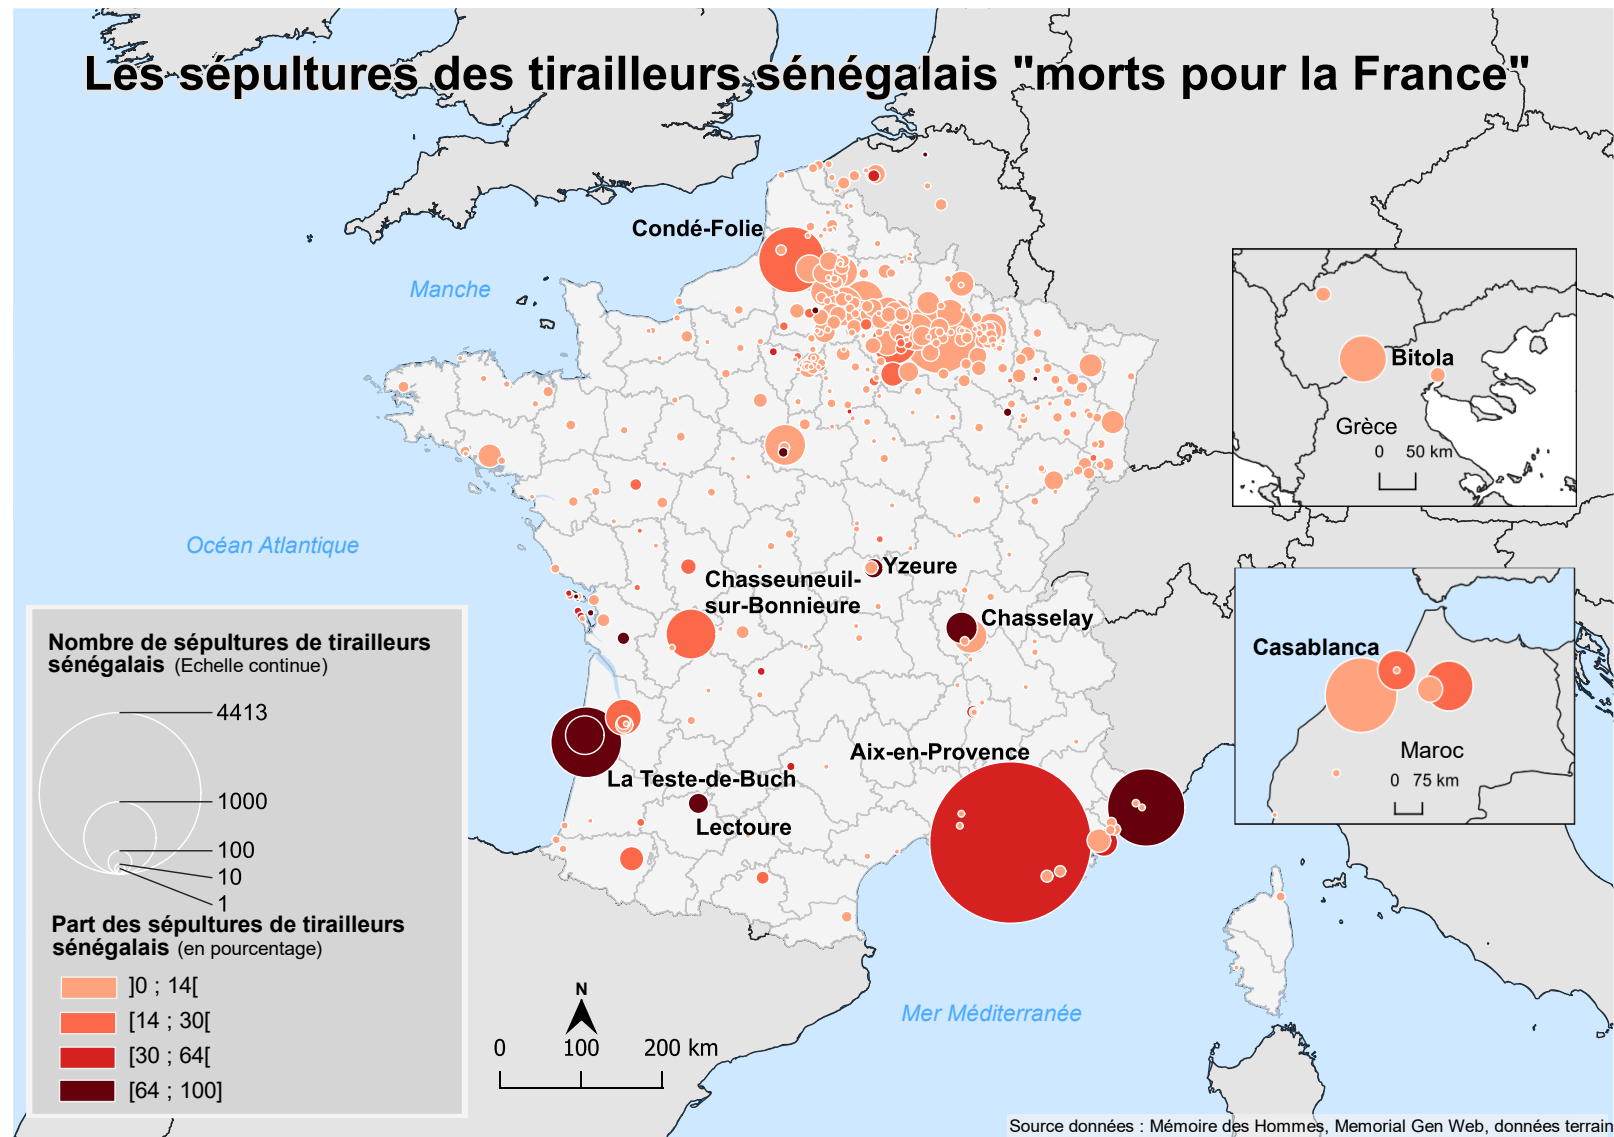 Les sépultures des tirailleurs sénégalais "morts pour la France"
Condé-Folie
Manche
Bitola
Grèce
0 50 km
Océan Atlantique
Yzeure
Chasseuneuil-
sur-Bonnieure
Chasselay
Casablanca
Maroc
0 75 km
Nombre de sépultures de tirailleurs
sénégalais (Echelle continue)
4413
1000
100
10
1
Part des sépultures de tirailleurs
sénégalais (en pourcentage)
]0 ; 14[
[14 ; 30[
[30 ; 64[
[64 ; 100]
Aix-en-Provence
La Teste-de-Buch
Lectoure
N
0 100 200 km
Mer Méditerranée
Source données : Mémoire des Hommes, Memorial Gen Web, données terrain